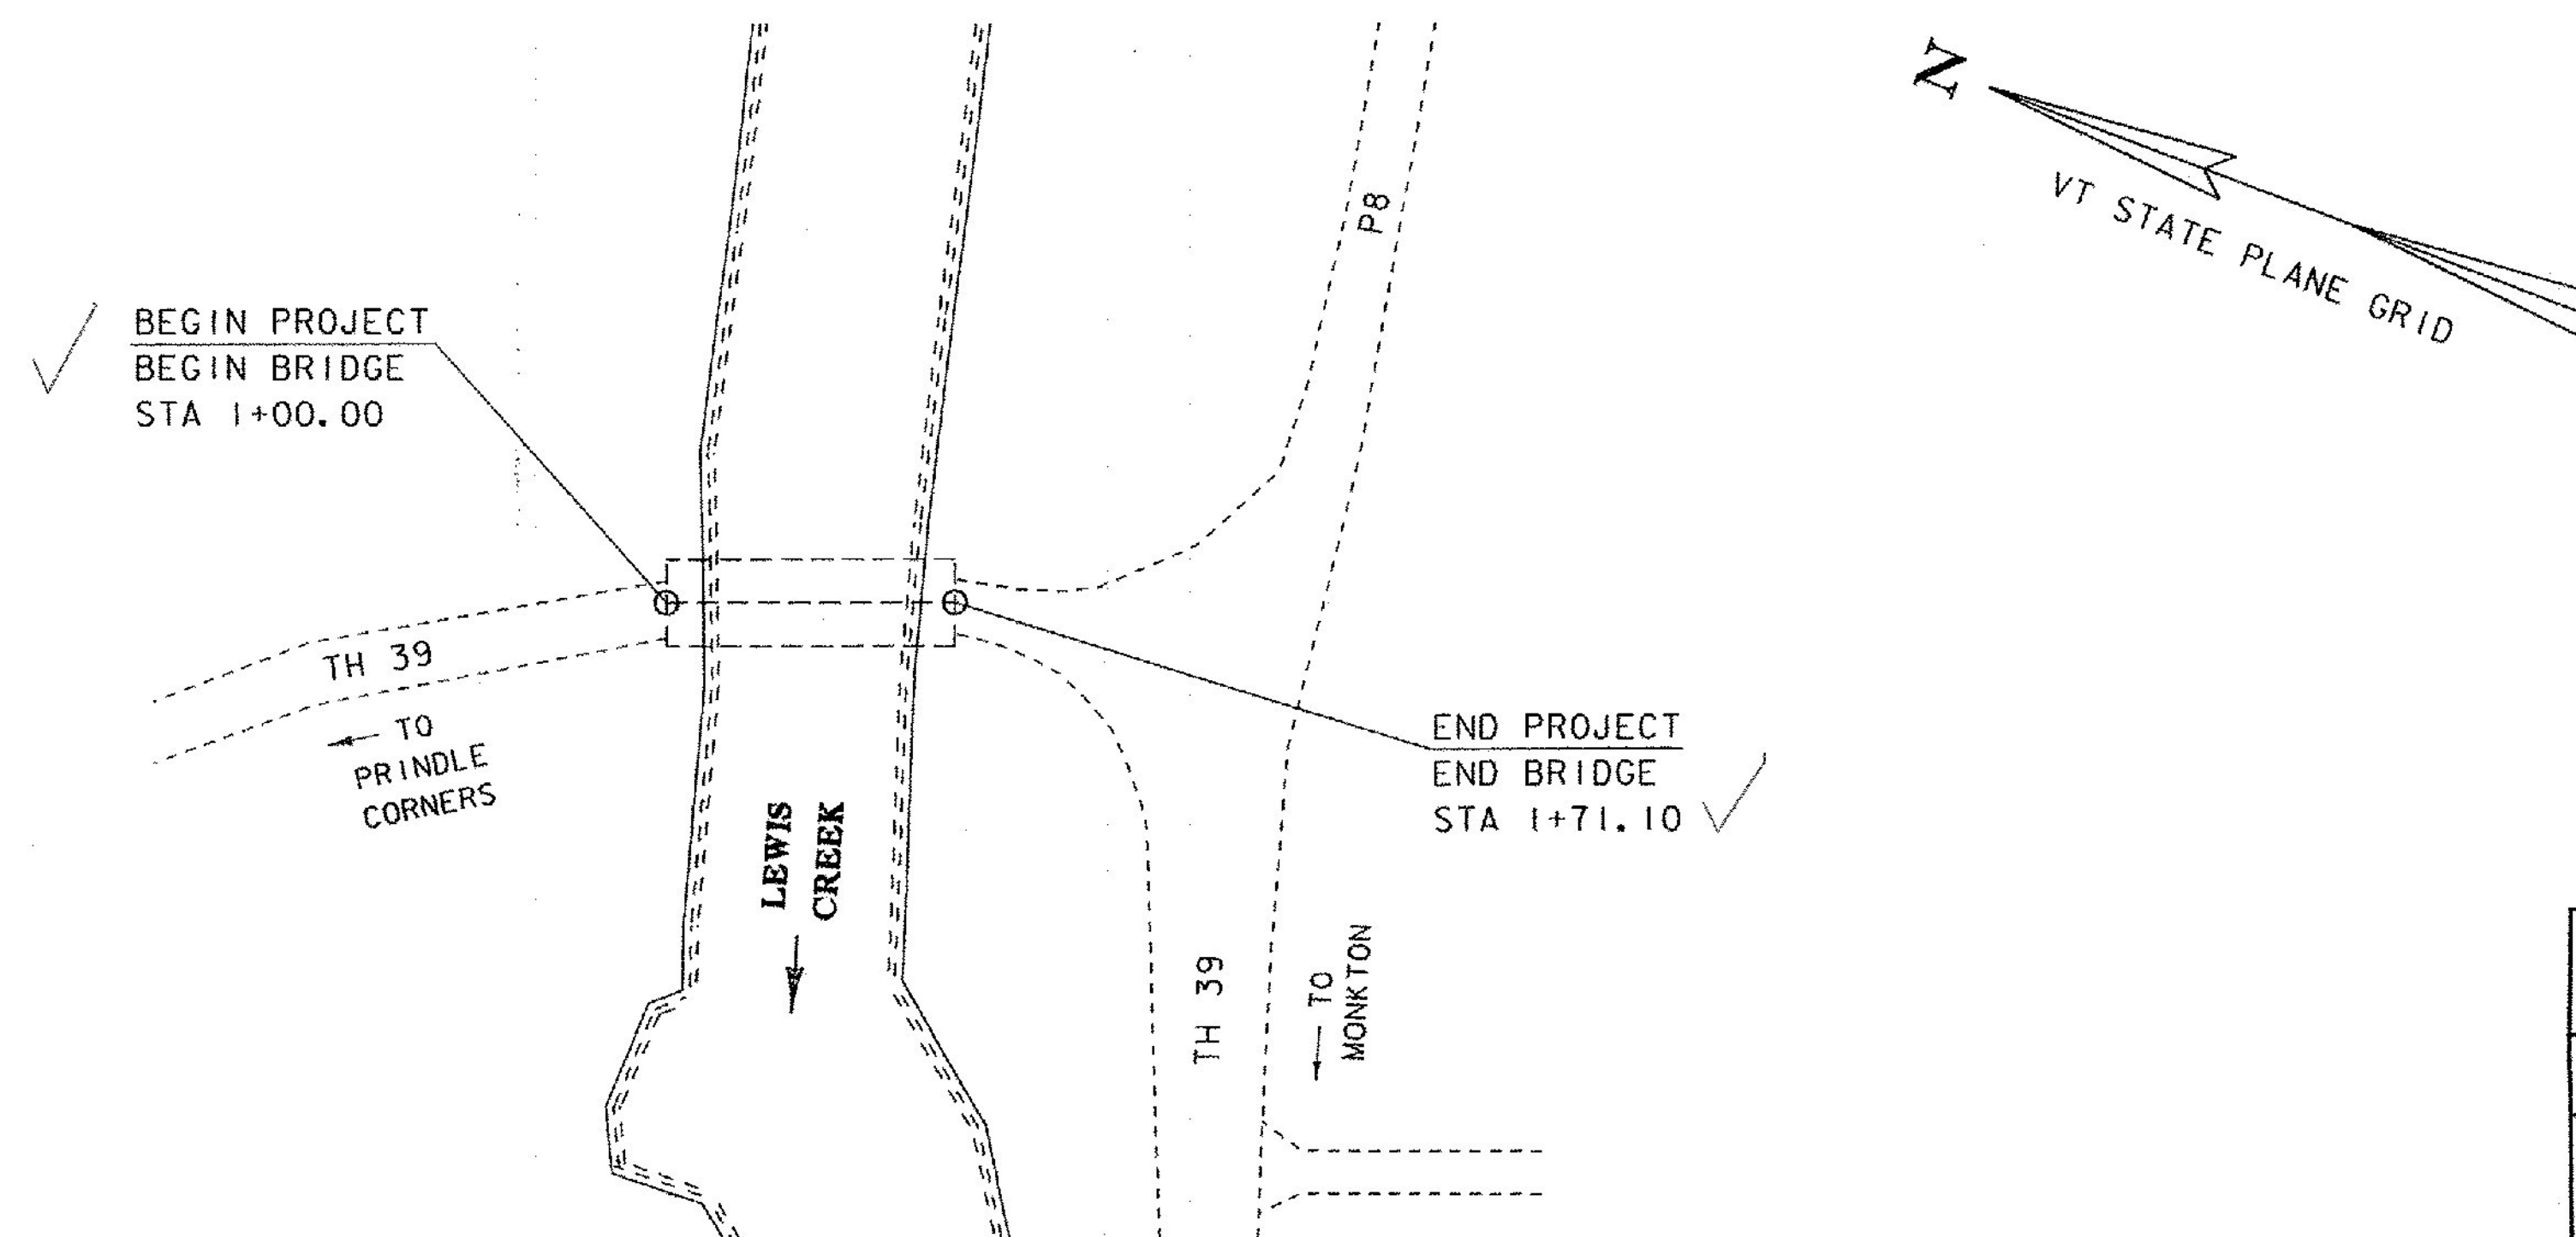 N
VT STATE PLANE GRID
P8
BEGIN PROJECT
BEGIN BRIDGE
STA 1+00.00
TH 39
← TO
PRINDLE
CORNERS
LEWIS
CREEK
END PROJECT
END BRIDGE
STA 1+71.10
TH 39
← TO
MONKTON